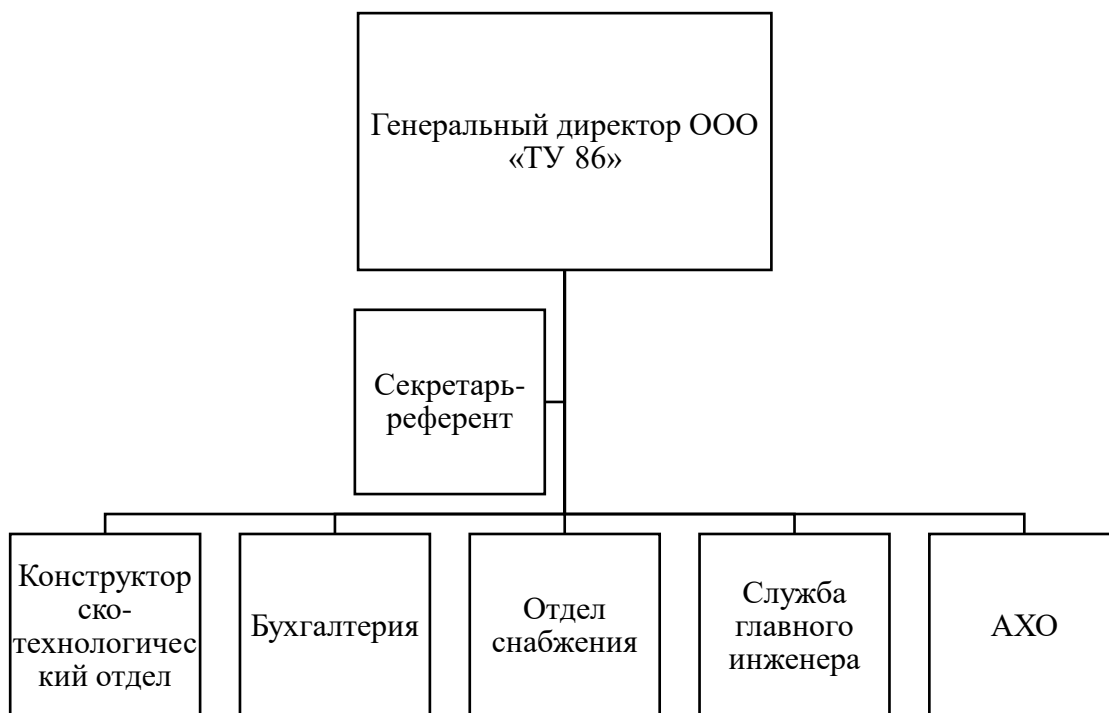 Генеральный директор ООО
«ТУ 86»
Секретарь-
референт
Конструктор
ско-
технологичес
кий отдел
Бухгалтерия
Отдел
снабжения
Служба
главного
инженера
АХО